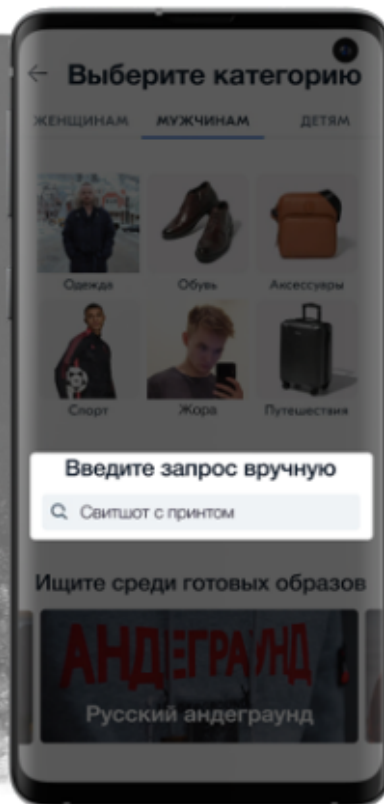 ← Выберите категорию
ЖЕНЩИНАМ МУЖЧИНАМ ДЕТЯМ
Одежда Обувь Аксессуары
Спорт Жора Путешествия
Введите запрос вручную
Свитшот с принтом
Ищите среди готовых образов
АНДЕГРАУНД
Русский андеграунд